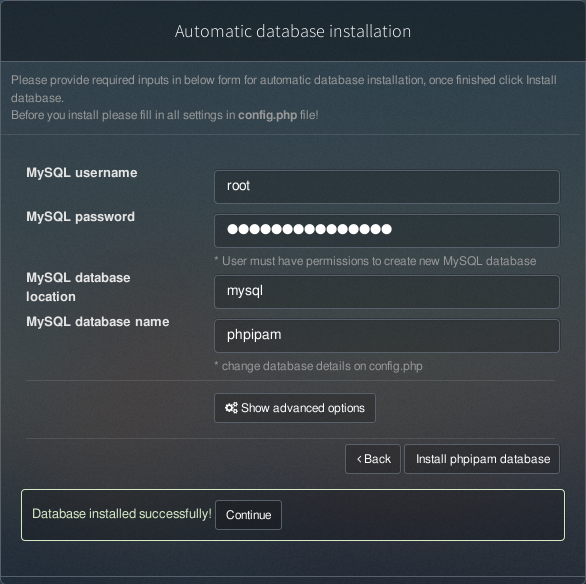 Automatic database installation
Please provide required inputs in below form for automatic database installation, once finished click Install
database.
Before you install please fill in all settings in config.php file!
MySQL username
root
MySQL password
●●●●●●●●●●●●●●●
* User must have permissions to create new MySQL database
MySQL database
location
mysql
MySQL database name
phpipam
* change database details on config.php
Show advanced options
< Back
Install phpipam database
Database installed successfully! Continue